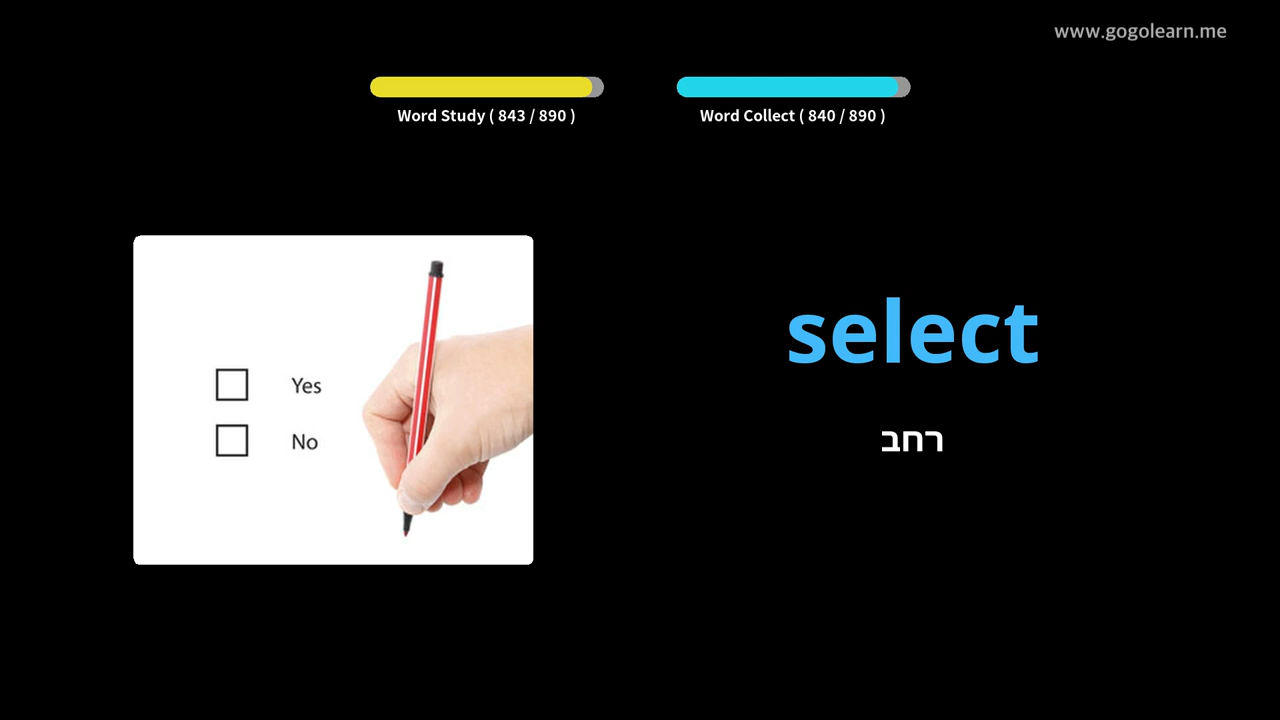 www.gogolearn.me
Word Study ( 843 / 890 )
Word Collect ( 840 / 890 )
select
רחב
Yes
No